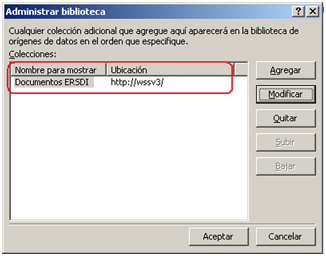 Administrar biblioteca
Cualquier colección adicional que agregue aquí aparecerá en la biblioteca de
orígenes de datos en el orden que especifique.
Colecciones:
Nombre para mostrar Ubicación
Documentos ERSDI http://wssv3/
Agregar
Modificar
Quitar
Subir
Bajar
Aceptar Cancelar